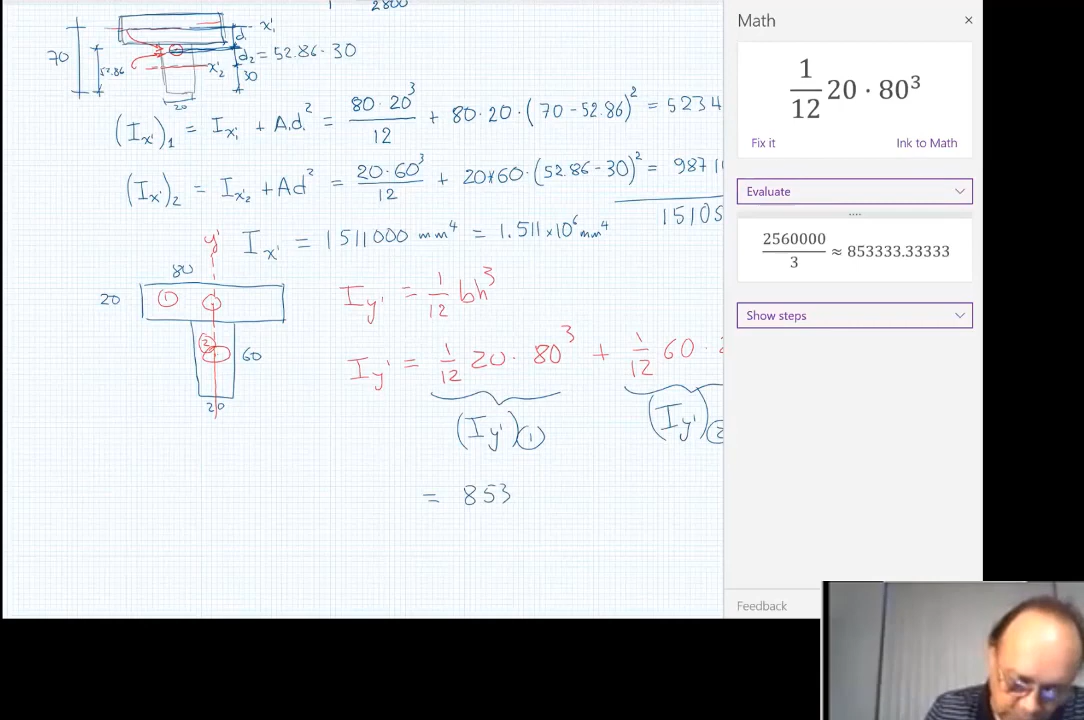 2800
70
52.86
x'₁
d₁
d₂ = 52.86 - 30
x'₂
30
20
(Ix')₁ = Ix'₁ + A₁d₁² = 80·20³/12 + 80·20·(70 - 52.86)² = 5234
(Ix')₂ = Ix'₂ + Ad² = 20·60³/12 + 20*60·(52.86 - 30)² = 9871
15105
y'
Ix' = 1511000 mm⁴ = 1.511×10⁶ mm⁴
80
20
①
②
60
20
Iy' = 1/12 bh³
Iy' = 1/12 20 · 80³ + 1/12 60 ·
(Iy')① (Iy')②
= 853
Math ×
1/12 20 · 80³
Fix it Ink to Math
Evaluate
2560000/3 ≈ 853333.33333
Show steps
Feedback